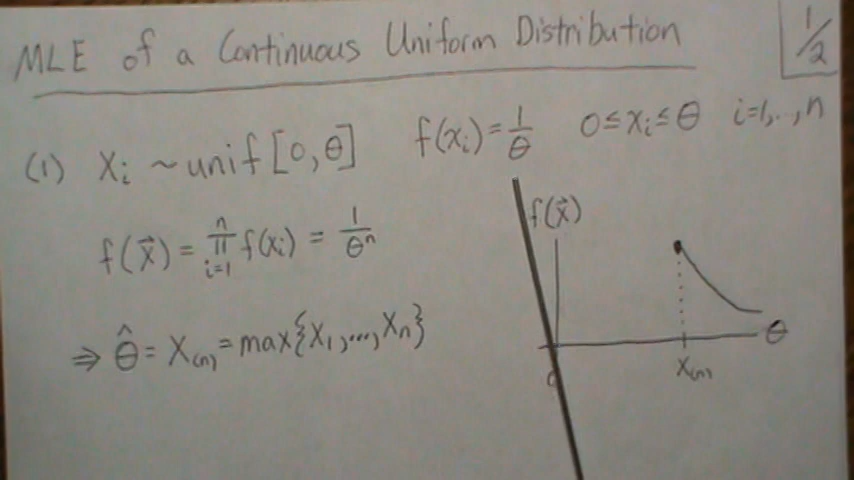 MLE of a Continuous Uniform Distribution
1/2
(1) Xᵢ ~ unif [0, θ] f(xᵢ) = 1/θ 0 ≤ xᵢ ≤ θ i=1,..,n
f(x⃗) = ∏ᵢ₌₁ⁿ f(xᵢ) = 1/θⁿ
⇒ θ̂ = X₍ₙ₎ = max{X₁,...,Xₙ}
f(x⃗)
θ
0
X₍ₙ₎